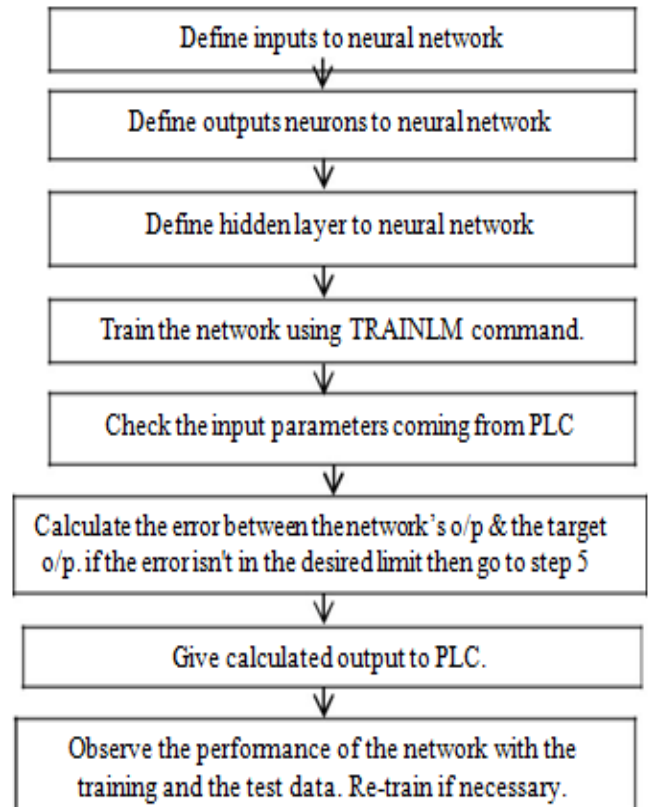 Define inputs to neural network
Define outputs neurons to neural network
Define hidden layer to neural network
Train the network using TRAINLM command.
Check the input parameters coming from PLC
Calculate the error between the network's o/p & the target
o/p. if the error isn't in the desired limit then go to step 5
Give calculated output to PLC.
Observe the performance of the network with the
training and the test data. Re-train if necessary.